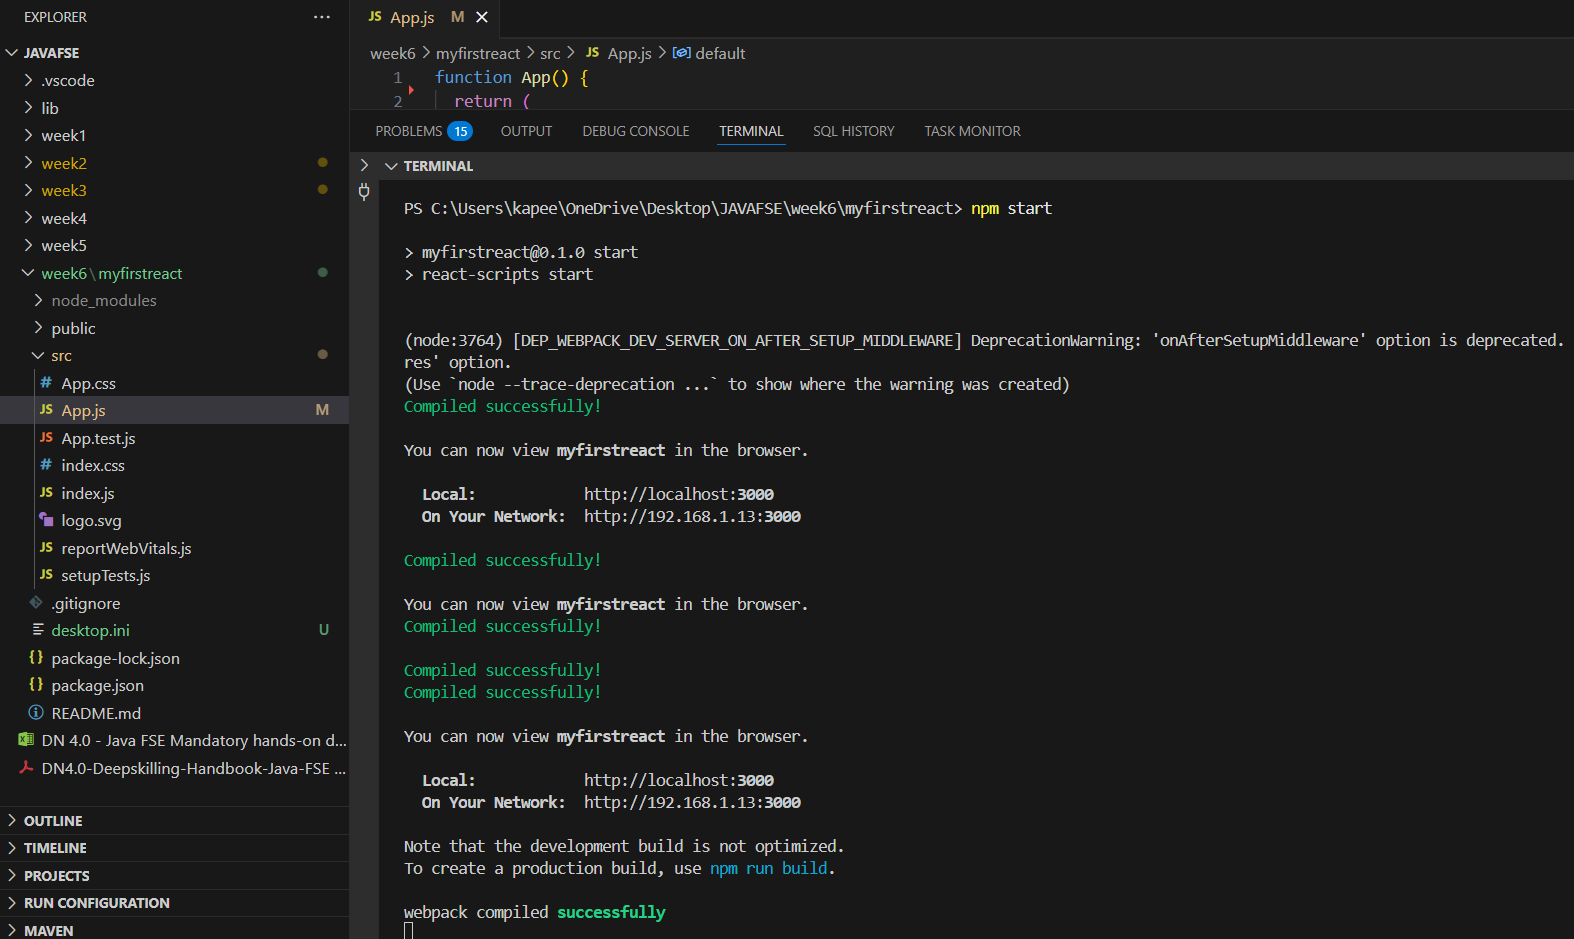 EXPLORER
JAVAFSE
.vscode
lib
week1
week2
week3
week4
week5
week6\myfirstreact
node_modules
public
src
# App.css
JS App.js M
JS App.test.js
# index.css
JS index.js
logo.svg
JS reportWebVitals.js
JS setupTests.js
.gitignore
desktop.ini U
{} package-lock.json
{} package.json
README.md
DN 4.0 - Java FSE Mandatory hands-on d...
DN4.0-Deepskilling-Handbook-Java-FSE ...
OUTLINE
TIMELINE
PROJECTS
RUN CONFIGURATION
MAVEN
JS App.js M
week6 > myfirstreact > src > JS App.js > default
1 function App() {
2 return (
PROBLEMS 15 OUTPUT DEBUG CONSOLE TERMINAL SQL HISTORY TASK MONITOR
TERMINAL
PS C:\Users\kapee\OneDrive\Desktop\JAVAFSE\week6\myfirstreact> npm start
> myfirstreact@0.1.0 start
> react-scripts start
(node:3764) [DEP_WEBPACK_DEV_SERVER_ON_AFTER_SETUP_MIDDLEWARE] DeprecationWarning: 'onAfterSetupMiddleware' option is deprecated.
res' option.
(Use `node --trace-deprecation ...` to show where the warning was created)
Compiled successfully!
You can now view myfirstreact in the browser.
Local: http://localhost:3000
On Your Network: http://192.168.1.13:3000
Compiled successfully!
You can now view myfirstreact in the browser.
Compiled successfully!
Compiled successfully!
Compiled successfully!
You can now view myfirstreact in the browser.
Local: http://localhost:3000
On Your Network: http://192.168.1.13:3000
Note that the development build is not optimized.
To create a production build, use npm run build.
webpack compiled successfully